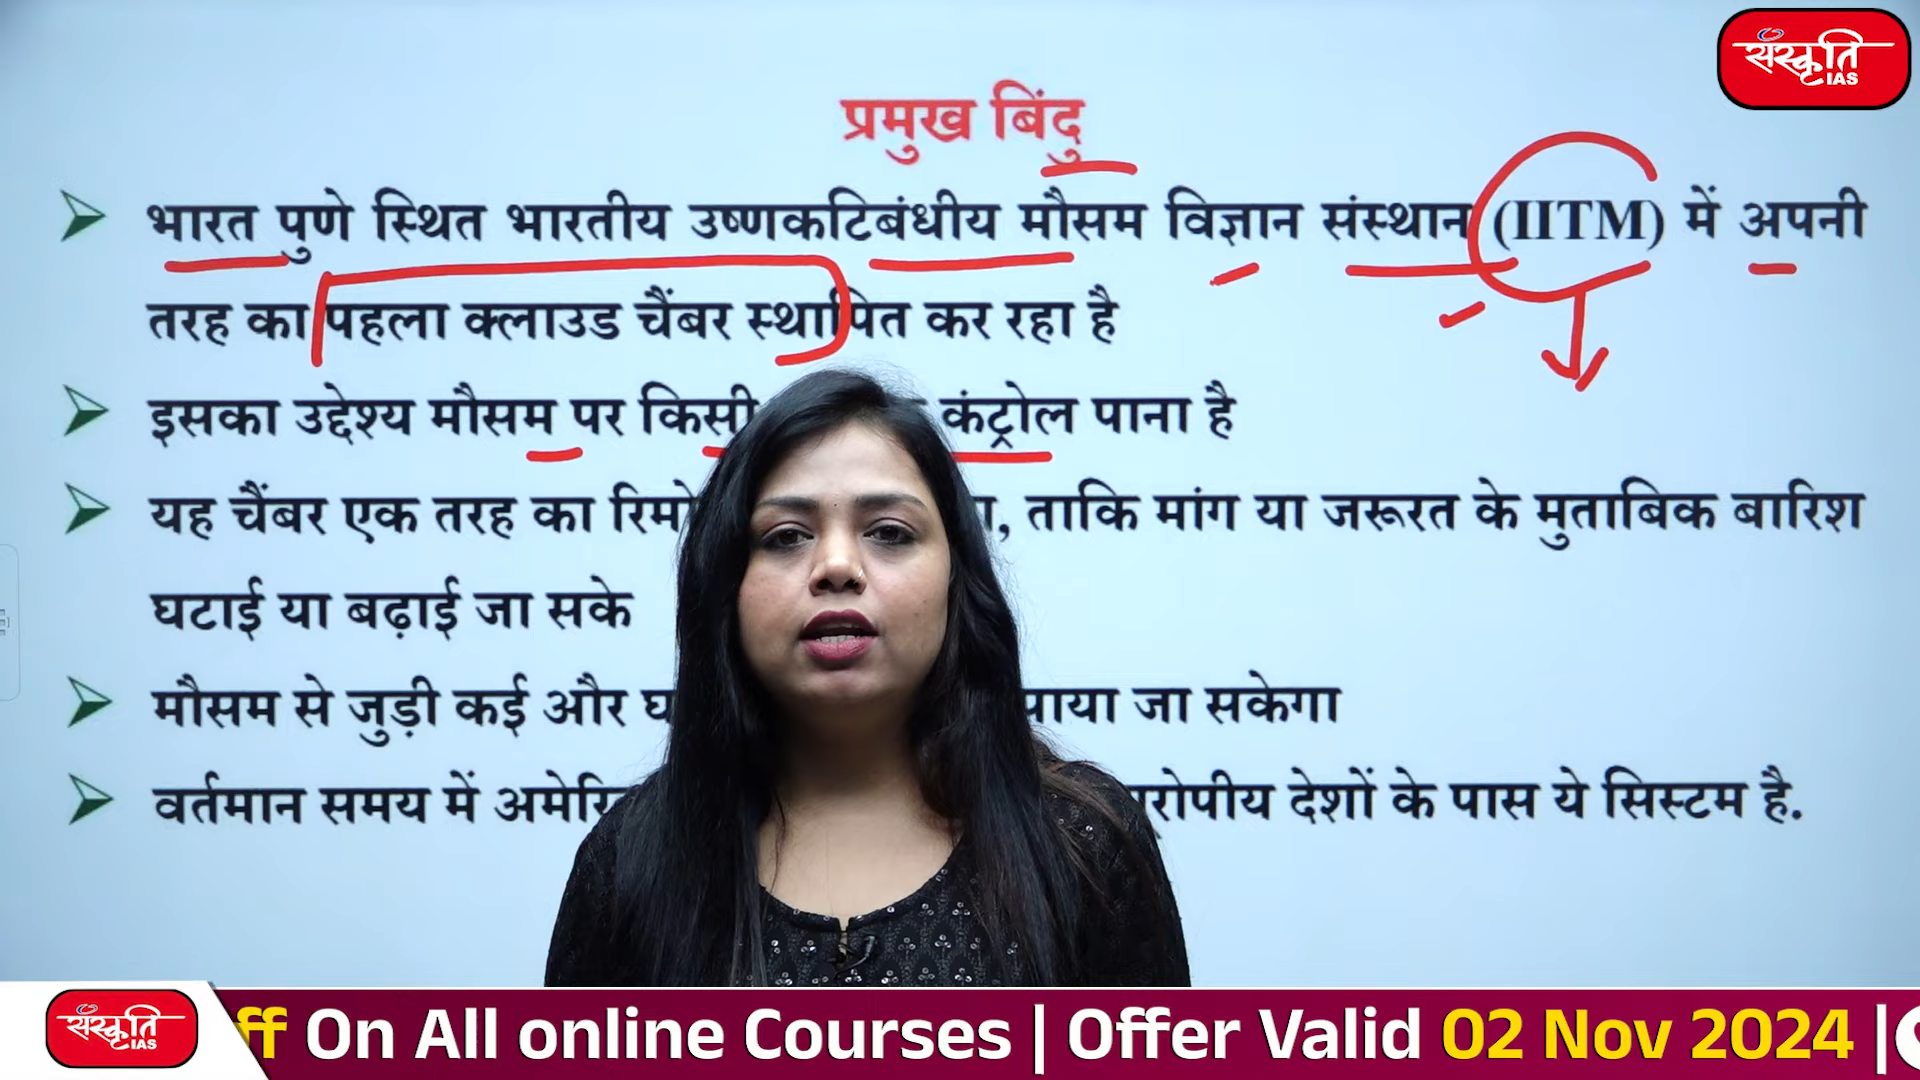 संस्कृति
IAS
प्रमुख बिंदु
भारत पुणे स्थित भारतीय उष्णकटिबंधीय मौसम विज्ञान संस्थान (IITM) में अपनी
तरह का पहला क्लाउड चैंबर स्थापित कर रहा है
इसका उद्देश्य मौसम पर किसी कंट्रोल पाना है
यह चैंबर एक तरह का ताकि मांग या जरूरत के मुताबिक बारिश
घटाई या बढ़ाई जा सके
मौसम से जुड़ी कई और पाया जा सकेगा
वर्तमान समय में देशों के पास ये सिस्टम है.
संस्कृति
IAS
On All online Courses | Offer Valid 02 Nov 2024 |